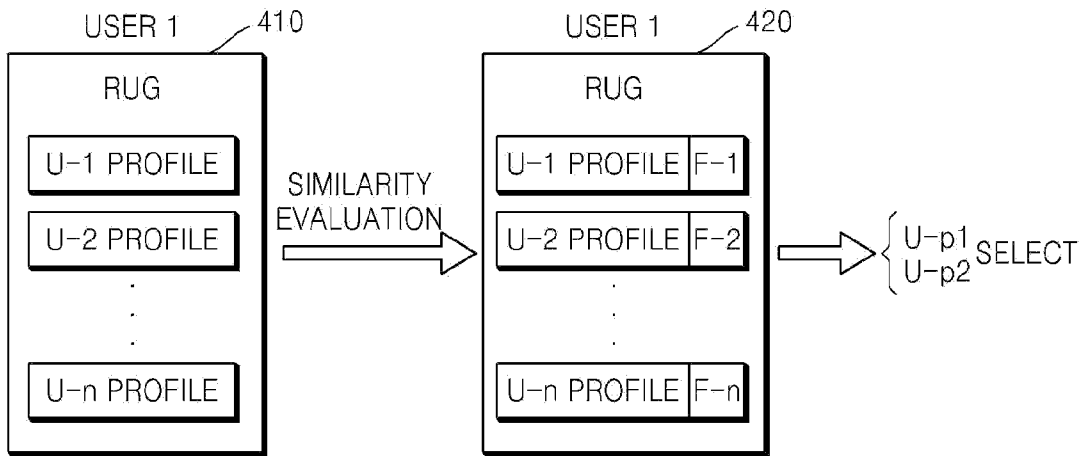 USER 1
410
RUG
U-1 PROFILE
U-2 PROFILE
U-n PROFILE
SIMILARITY
EVALUATION
USER 1
420
RUG
U-1 PROFILE F-1
U-2 PROFILE F-2
U-n PROFILE F-n
U-p1
U-p2
SELECT